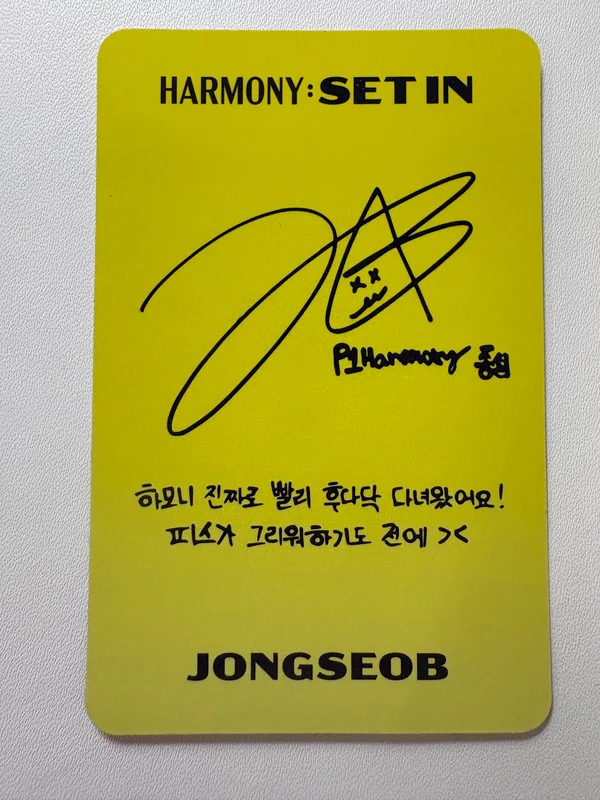 HARMONY: SET IN
P1Harmony 종섭
하모니 진짜로 빨리 후다닥 다녀왔어요!
피스가 그리워하기도 전에 ><
JONGSEOB